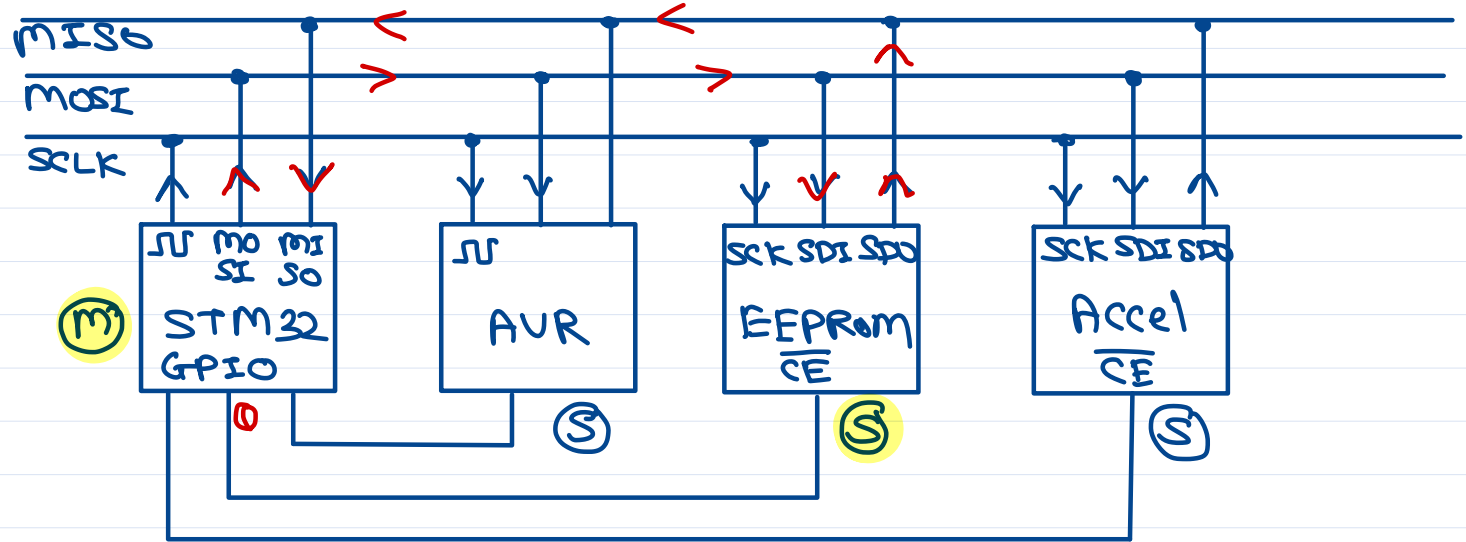 MISO
MOSI
SCLK
MO MI
SI SO
SCK SDI SDO
SCK SDI SDO
M
STM32
GPIO
AVR
EEPROM
CE
Accel
CE
0
S
S
S